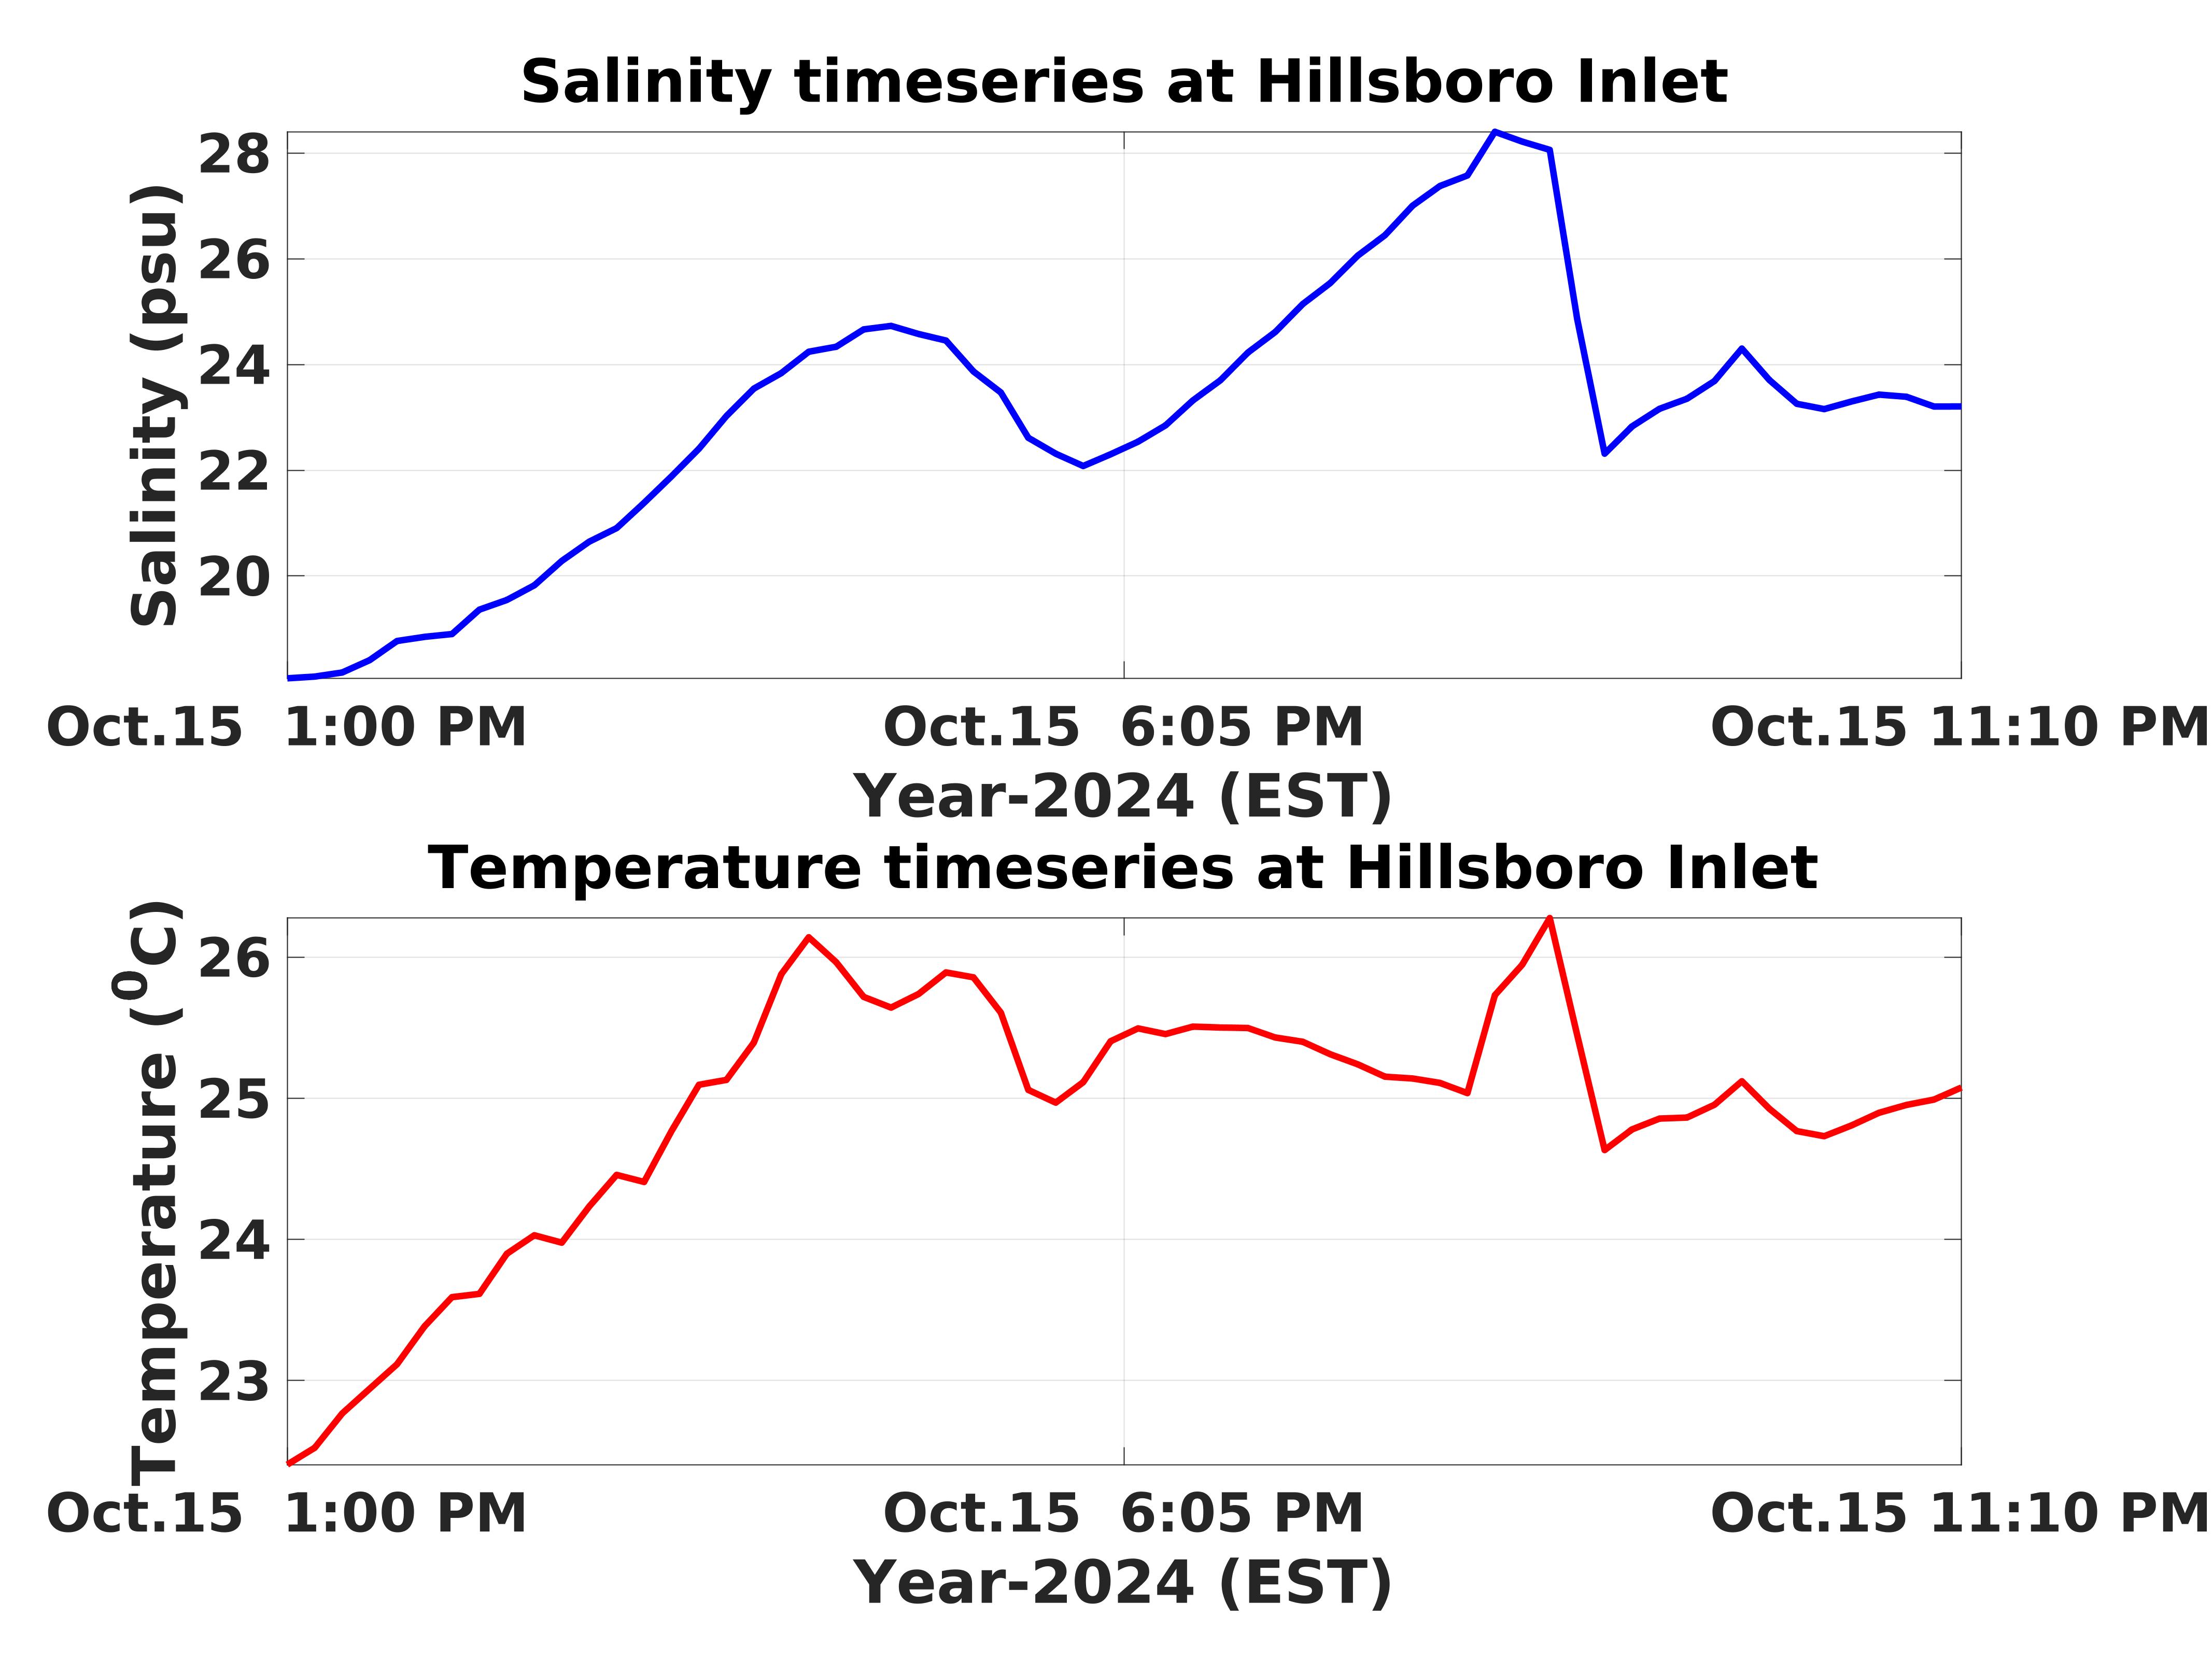 Salinity timeseries at Hillsboro Inlet
Salinity (psu)
28
26
24
22
20
Oct.15 1:00 PM
Oct.15 6:05 PM
Oct.15 11:10 PM
Year-2024 (EST)
Temperature timeseries at Hillsboro Inlet
Temperature (⁰C)
26
25
24
23
Oct.15 1:00 PM
Oct.15 6:05 PM
Oct.15 11:10 PM
Year-2024 (EST)